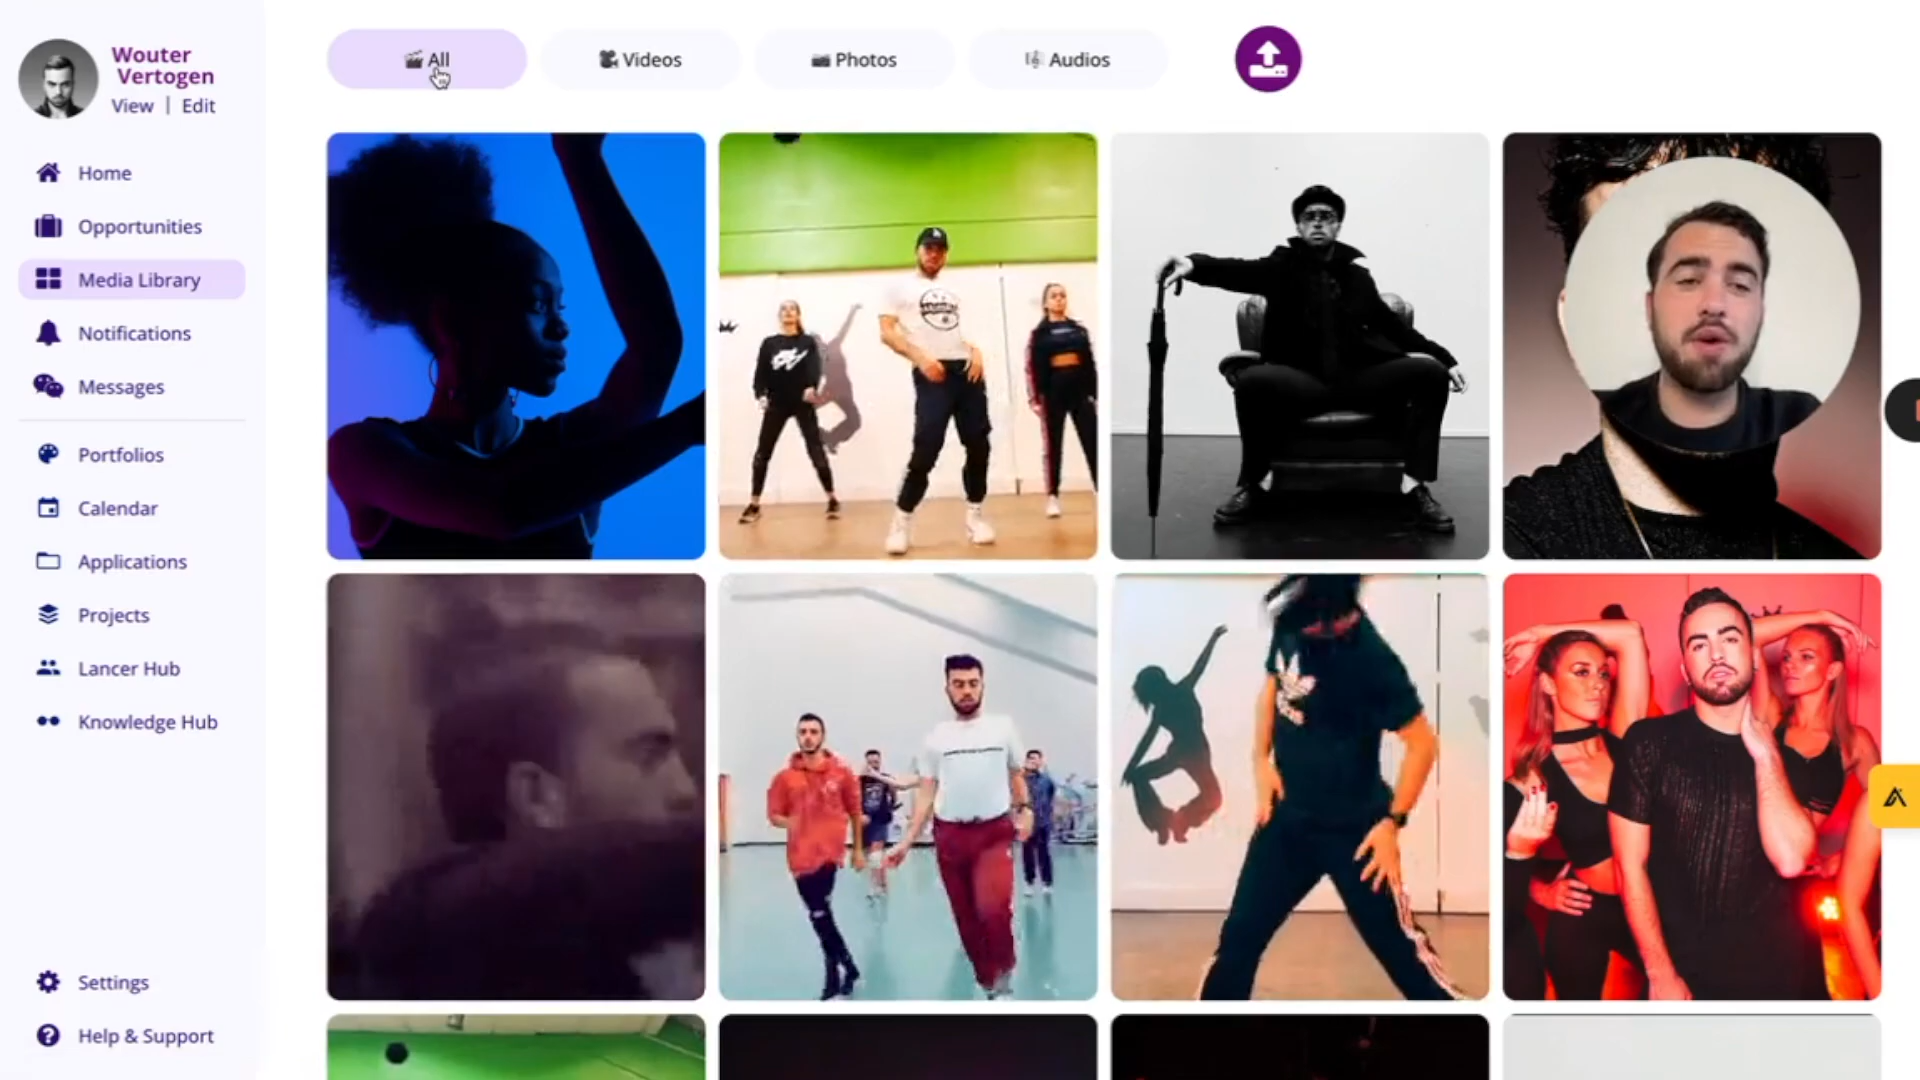 Wouter
Vertogen
View | Edit
Home
Opportunities
Media Library
Notifications
Messages
Portfolios
Calendar
Applications
Projects
Lancer Hub
Knowledge Hub
Settings
Help & Support
All
Videos
Photos
Audios